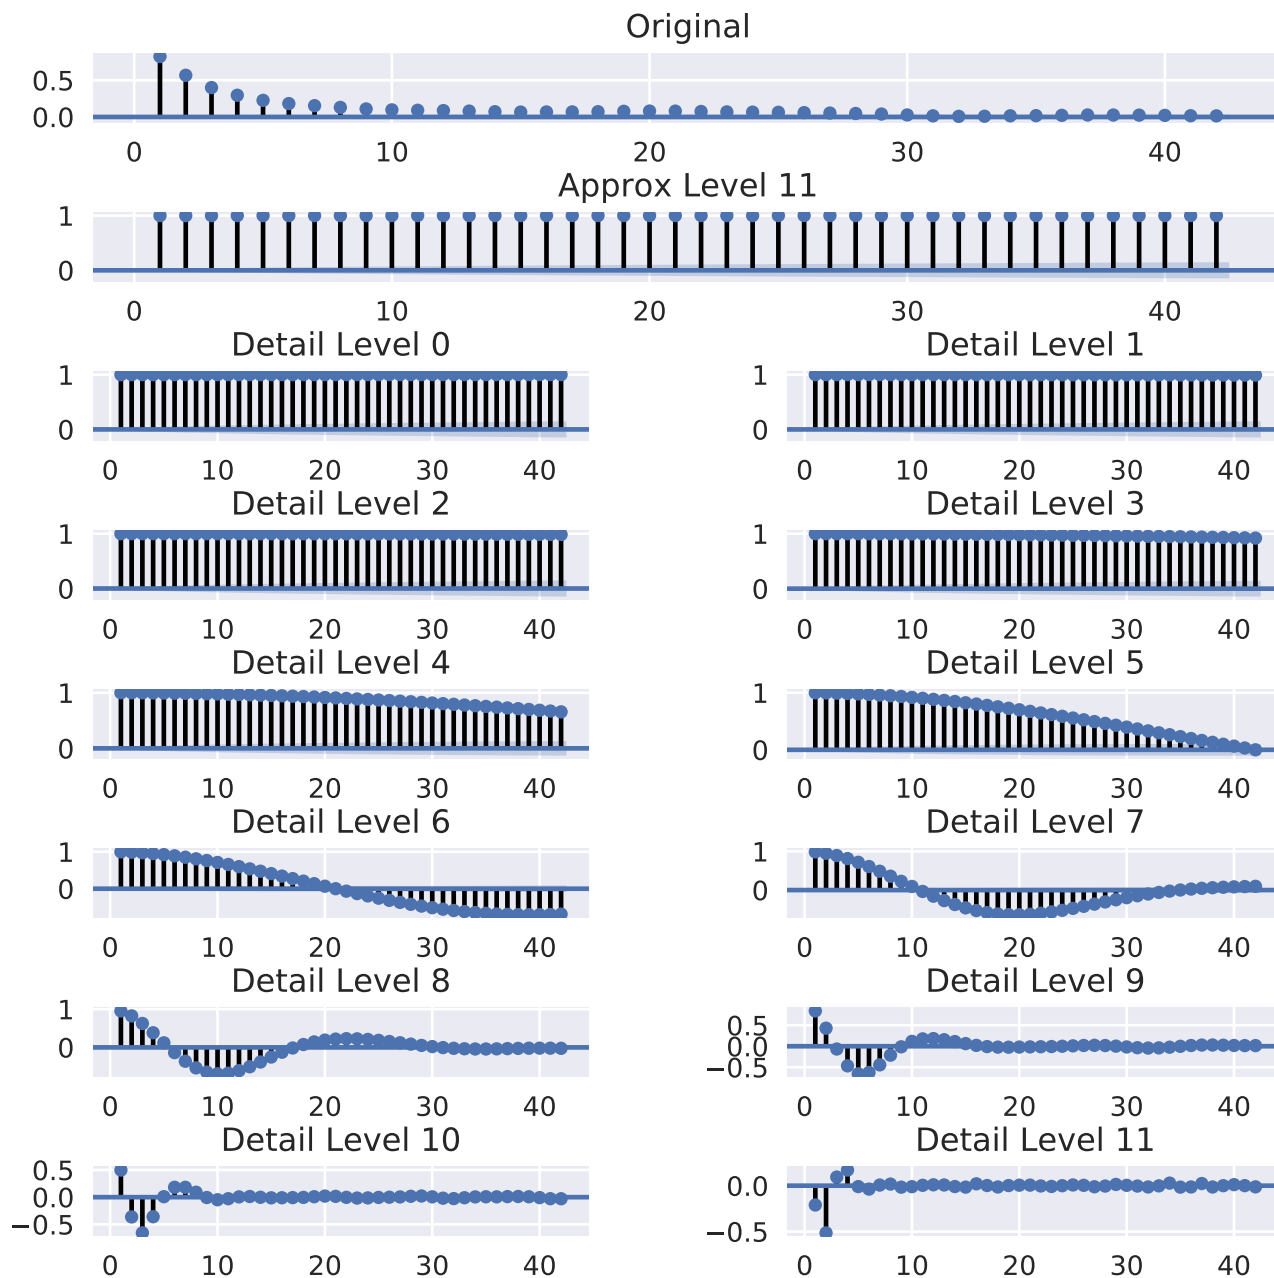 Original
0.5
0.0
0 10 20 30 40
Approx Level 11
1
0
0 10 20 30 40
Detail Level 0
1
0
0 10 20 30 40
Detail Level 1
1
0
0 10 20 30 40
Detail Level 2
1
0
0 10 20 30 40
Detail Level 3
1
0
0 10 20 30 40
Detail Level 4
1
0
0 10 20 30 40
Detail Level 5
1
0
0 10 20 30 40
Detail Level 6
1
0
0 10 20 30 40
Detail Level 7
1
0
0 10 20 30 40
Detail Level 8
1
0
0 10 20 30 40
Detail Level 9
0.5
0.0
−0.5
0 10 20 30 40
Detail Level 10
0.5
0.0
−0.5
0 10 20 30 40
Detail Level 11
0.0
−0.5
0 10 20 30 40